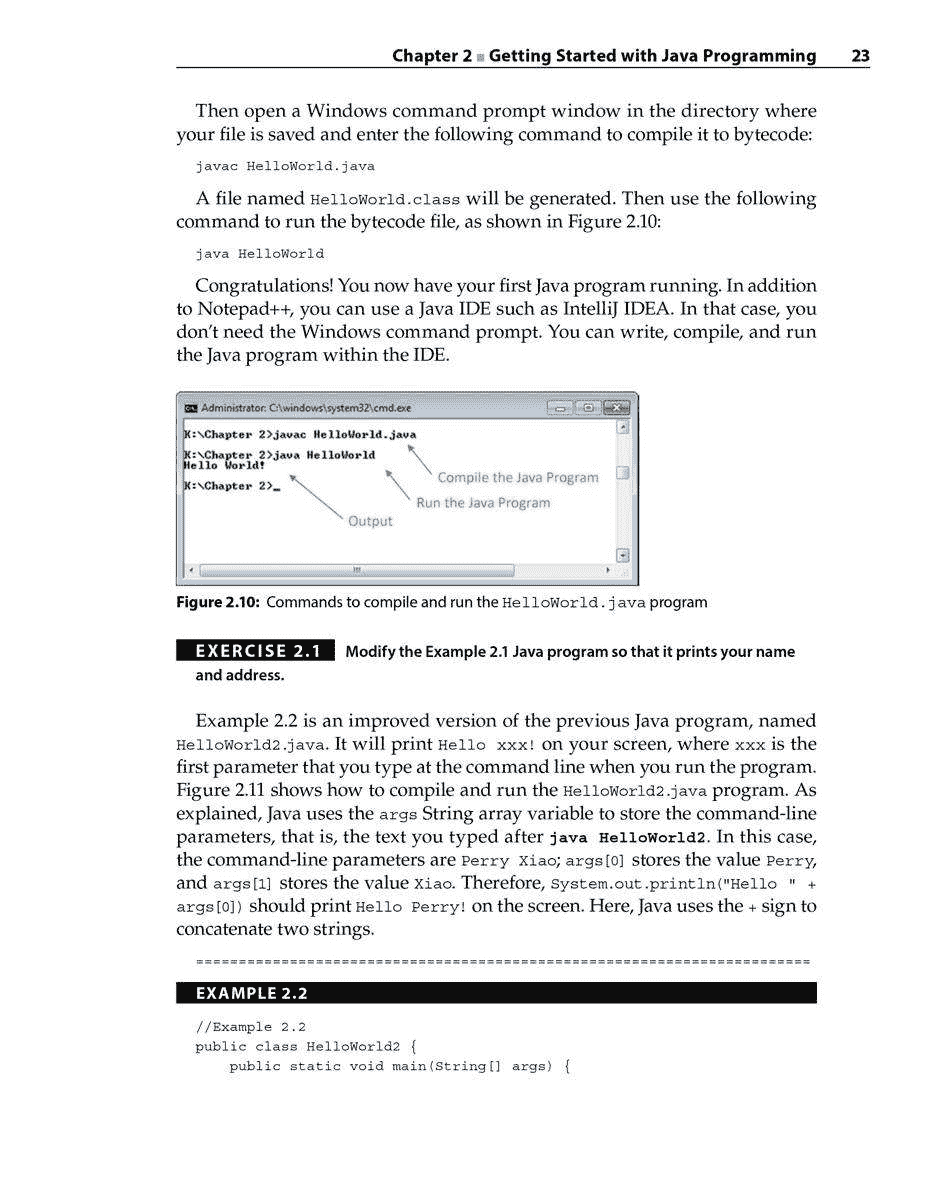 Chapter 2 ■ Getting Started with Java Programming 23
Then open a Windows command prompt window in the directory where
your file is saved and enter the following command to compile it to bytecode:
javac HelloWorld.java
A file named HelloWorld.class will be generated. Then use the following
command to run the bytecode file, as shown in Figure 2.10:
java HelloWorld
Congratulations! You now have your first Java program running. In addition
to Notepad++, you can use a Java IDE such as IntelliJ IDEA. In that case, you
don't need the Windows command prompt. You can write, compile, and run
the Java program within the IDE.
Administrator: C:\windows\system32\cmd.exe
K:\Chapter 2>javac HelloWorld.java
K:\Chapter 2>java HelloWorld
Hello World!
Compile the Java Program
K:\Chapter 2>_
Run the Java Program
Output
Figure 2.10: Commands to compile and run the HelloWorld.java program
EXERCISE 2.1 Modify the Example 2.1 Java program so that it prints your name
and address.
Example 2.2 is an improved version of the previous Java program, named
HelloWorld2.java. It will print Hello xxx! on your screen, where xxx is the
first parameter that you type at the command line when you run the program.
Figure 2.11 shows how to compile and run the HelloWorld2.java program. As
explained, Java uses the args String array variable to store the command-line
parameters, that is, the text you typed after java HelloWorld2. In this case,
the command-line parameters are Perry Xiao; args[0] stores the value Perry,
and args[1] stores the value Xiao. Therefore, System.out.println("Hello " +
args[0]) should print Hello Perry! on the screen. Here, Java uses the + sign to
concatenate two strings.
========================================================================
EXAMPLE 2.2
//Example 2.2
public class HelloWorld2 {
public static void main(String[] args) {